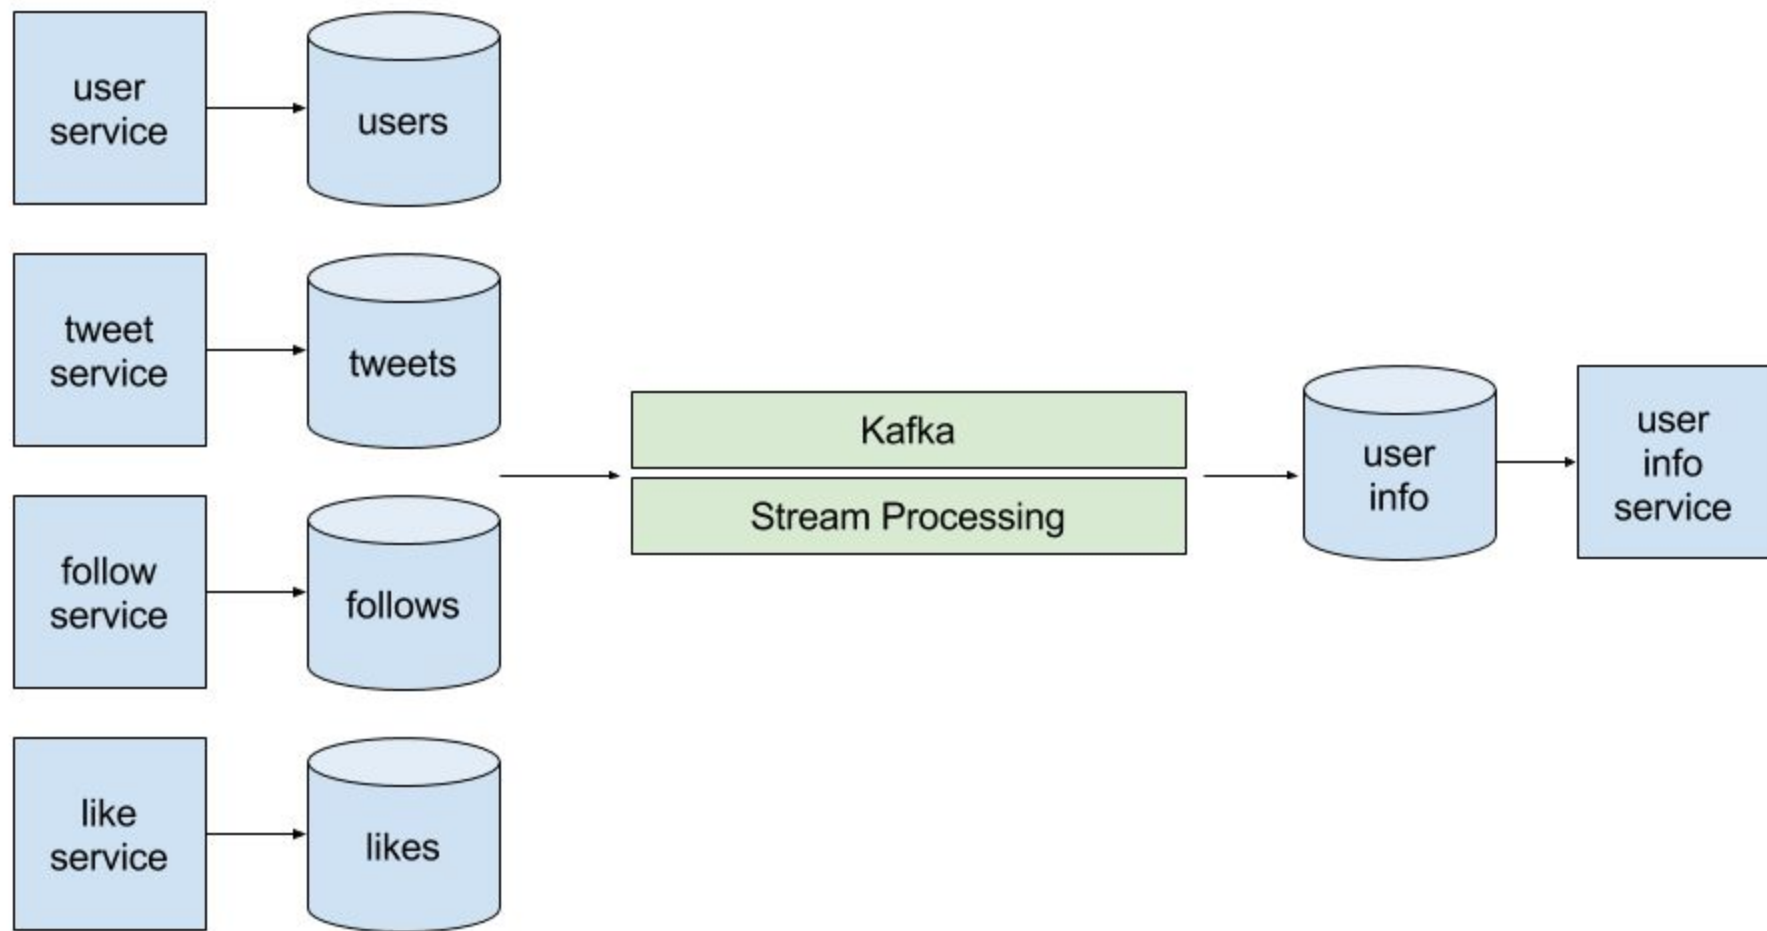 user
service
users
tweet
service
tweets
follow
service
follows
like
service
likes
Kafka
Stream Processing
user
info
user
info
service